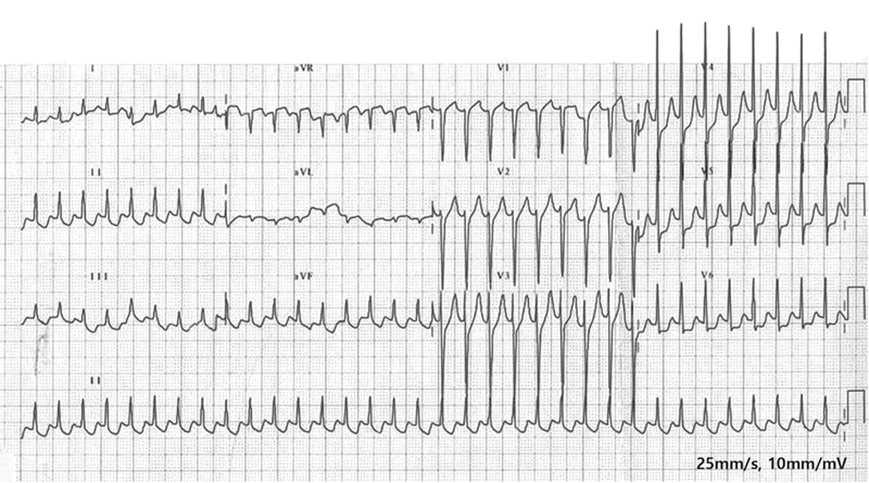 I aVR V1 V4
II aVL V2 V5
III aVF V3 V6
II
25mm/s, 10mm/mV